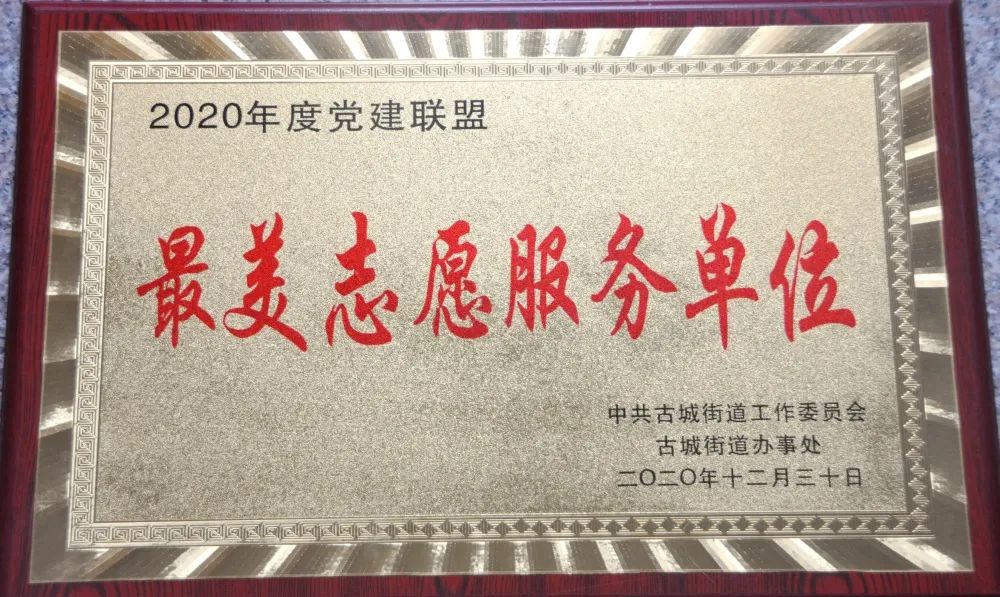 2020年度党建联盟
最美志愿服务单位
中共古城街道工作委员会
古城街道办事处
二〇二〇年十二月三十日